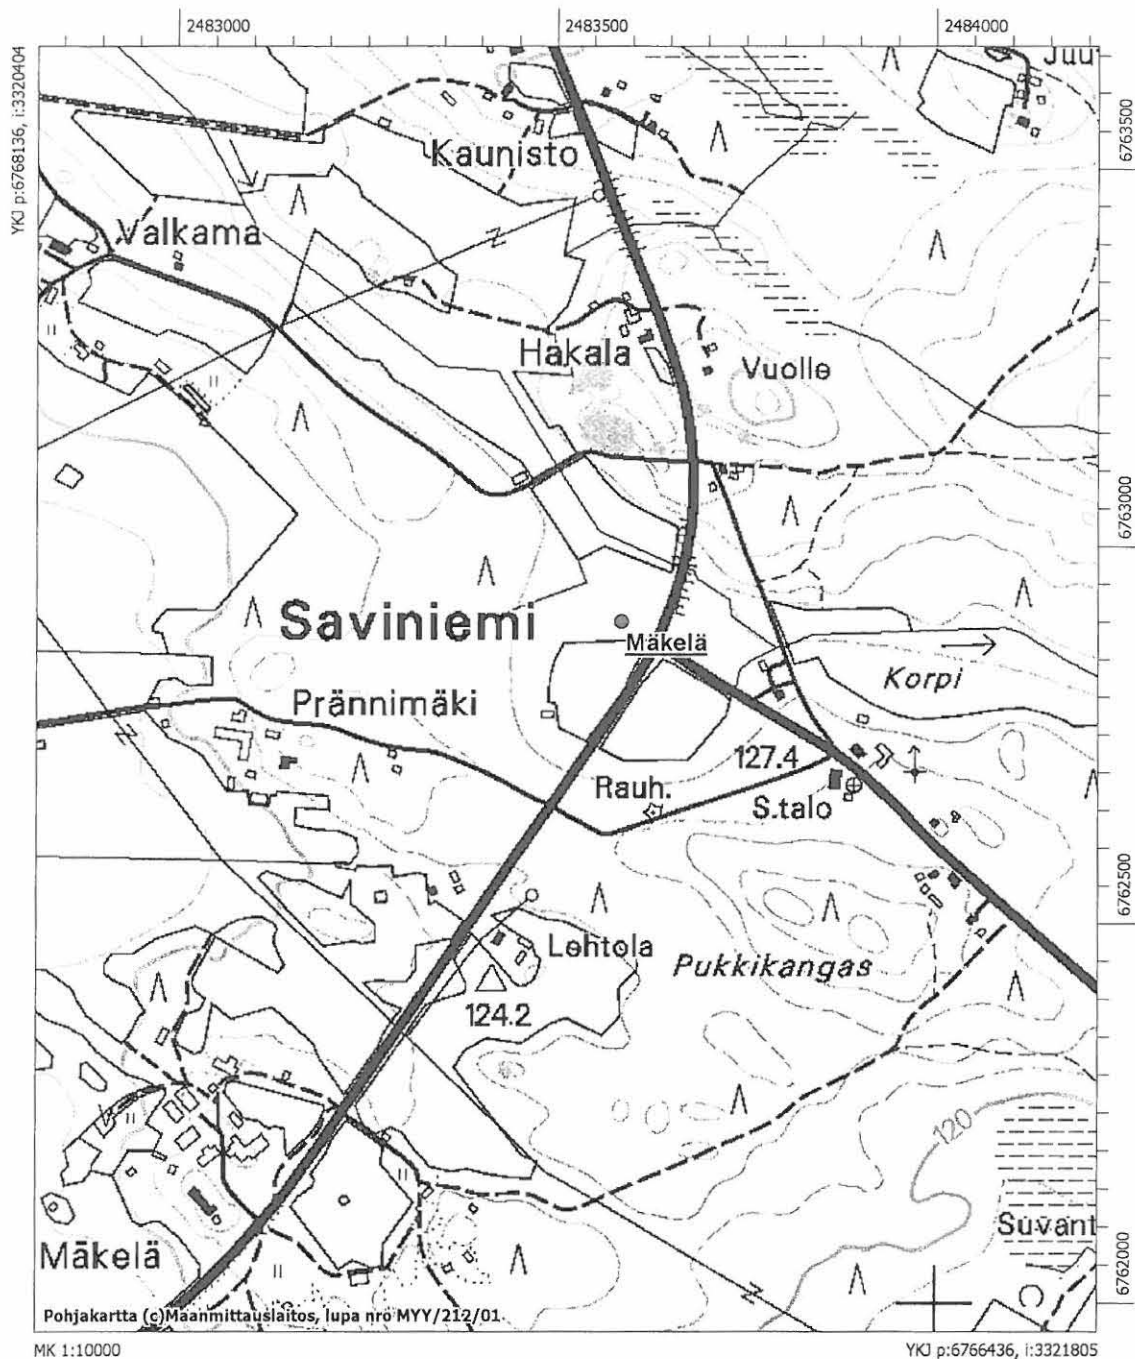 2483000
2483500
2484000
YKJ p:6768136, i:3320404
Juu
6763500
Kaunisto
Valkama
Hakala
Vuolle
6763000
Saviniemi
Mäkelä
Korpi
Prännimäki
127.4
Rauh.
S.talo
6762500
Lehtola
Pukkikangas
124.2
120
Suvant
Mäkelä
6762000
Pohjakartta (c)Maanmittauslaitos, lupa nro MYY/212/01
MK 1:10000
YKJ p:6766436, i:3321805